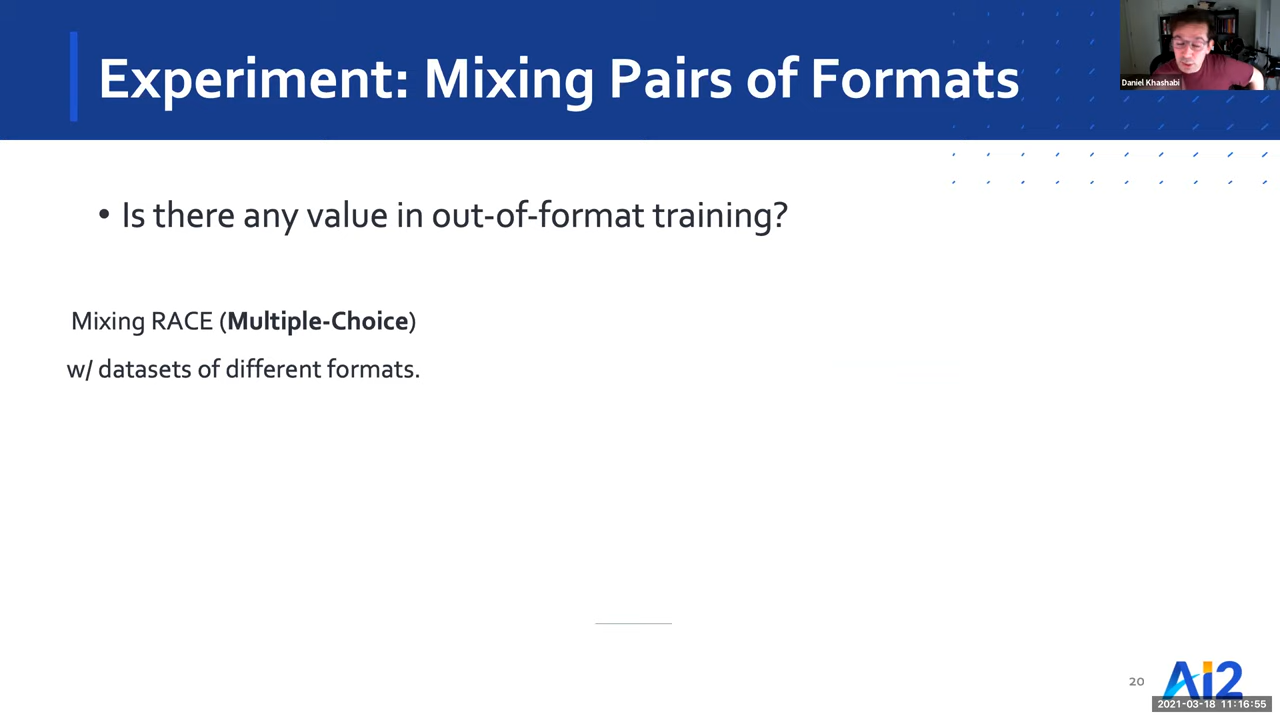 Experiment: Mixing Pairs of Formats
Daniel Khashabi
• Is there any value in out-of-format training?
Mixing RACE (Multiple-Choice)
w/ datasets of different formats.
20
AI2
2021-03-18 11:16:55